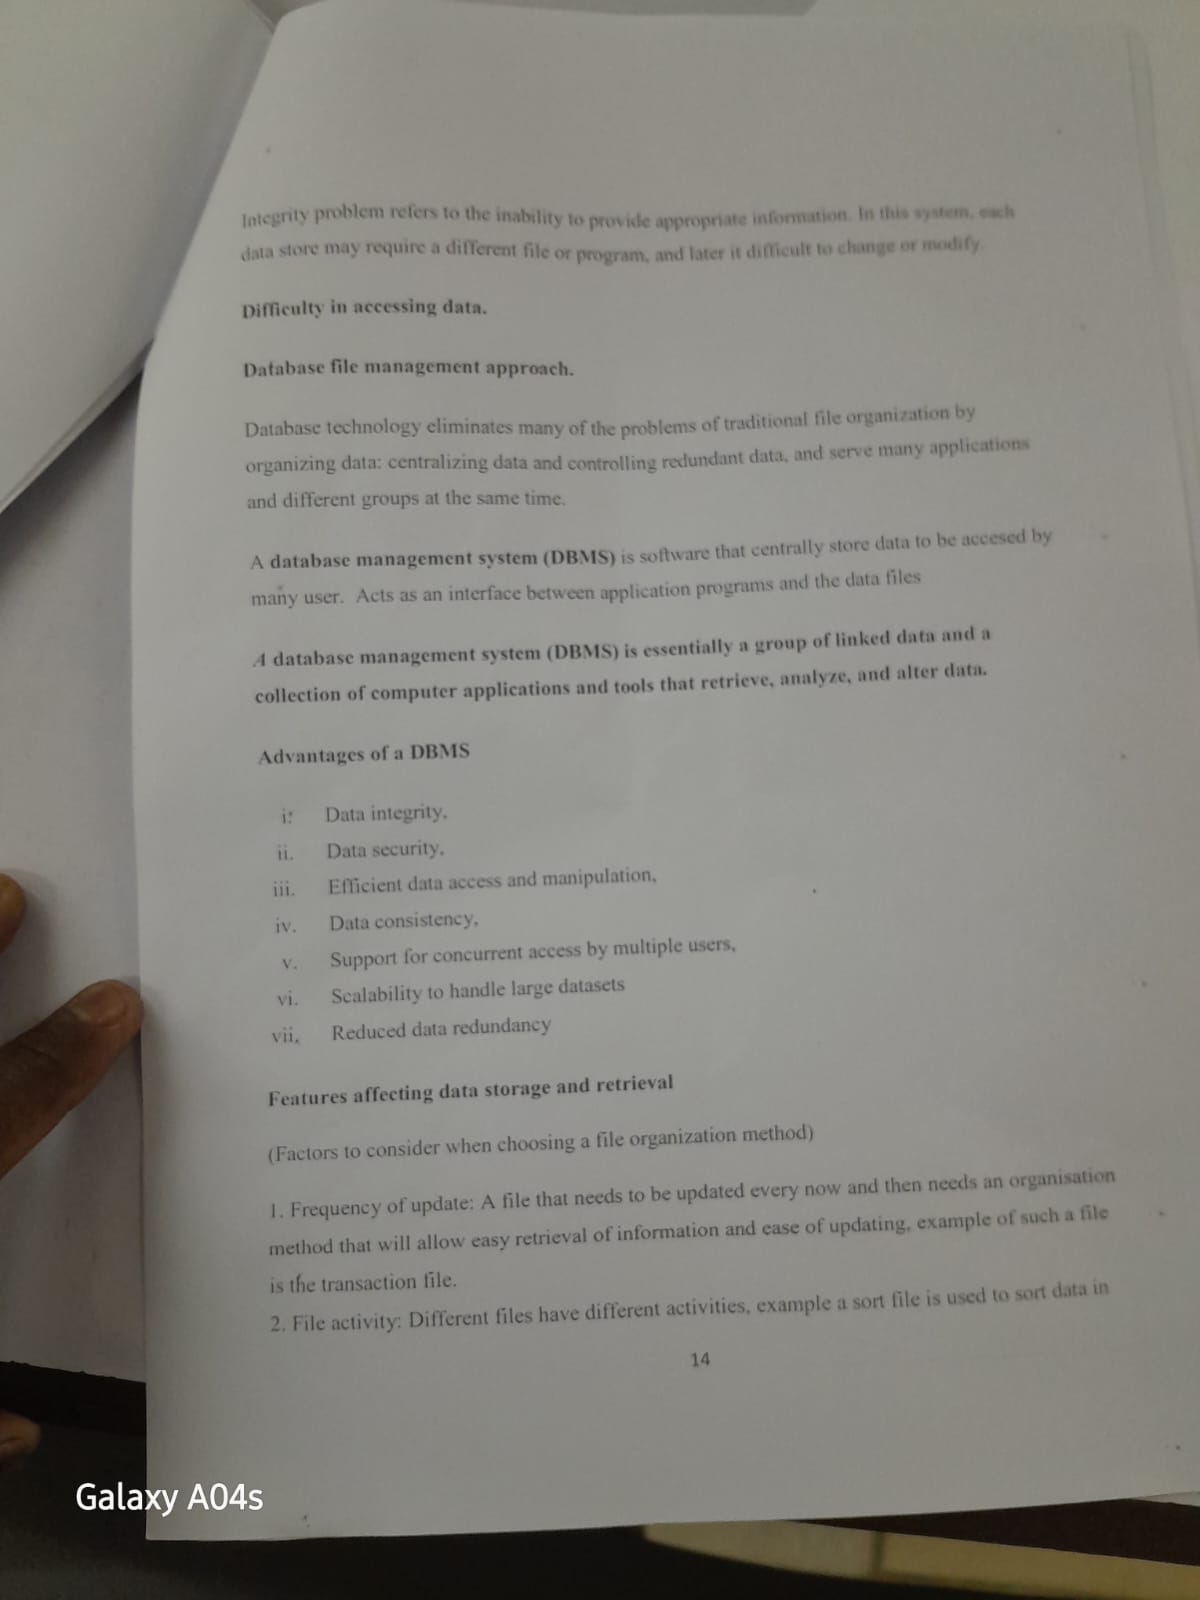 Integrity problem refers to the inability to provide appropriate information. In this system, each
data store may require a different file or program, and later it difficult to change or modify.
Difficulty in accessing data.
Database file management approach.
Database technology eliminates many of the problems of traditional file organization by
organizing data: centralizing data and controlling redundant data, and serve many applications
and different groups at the same time.
A database management system (DBMS) is software that centrally store data to be accesed by
many user. Acts as an interface between application programs and the data files
A database management system (DBMS) is essentially a group of linked data and a
collection of computer applications and tools that retrieve, analyze, and alter data.
Advantages of a DBMS
i. Data integrity,
ii. Data security,
iii. Efficient data access and manipulation,
iv. Data consistency,
v. Support for concurrent access by multiple users,
vi. Scalability to handle large datasets
vii. Reduced data redundancy
Features affecting data storage and retrieval
(Factors to consider when choosing a file organization method)
1. Frequency of update: A file that needs to be updated every now and then needs an organisation
method that will allow easy retrieval of information and ease of updating, example of such a file
is the transaction file.
2. File activity: Different files have different activities, example a sort file is used to sort data in
14
Galaxy A04s